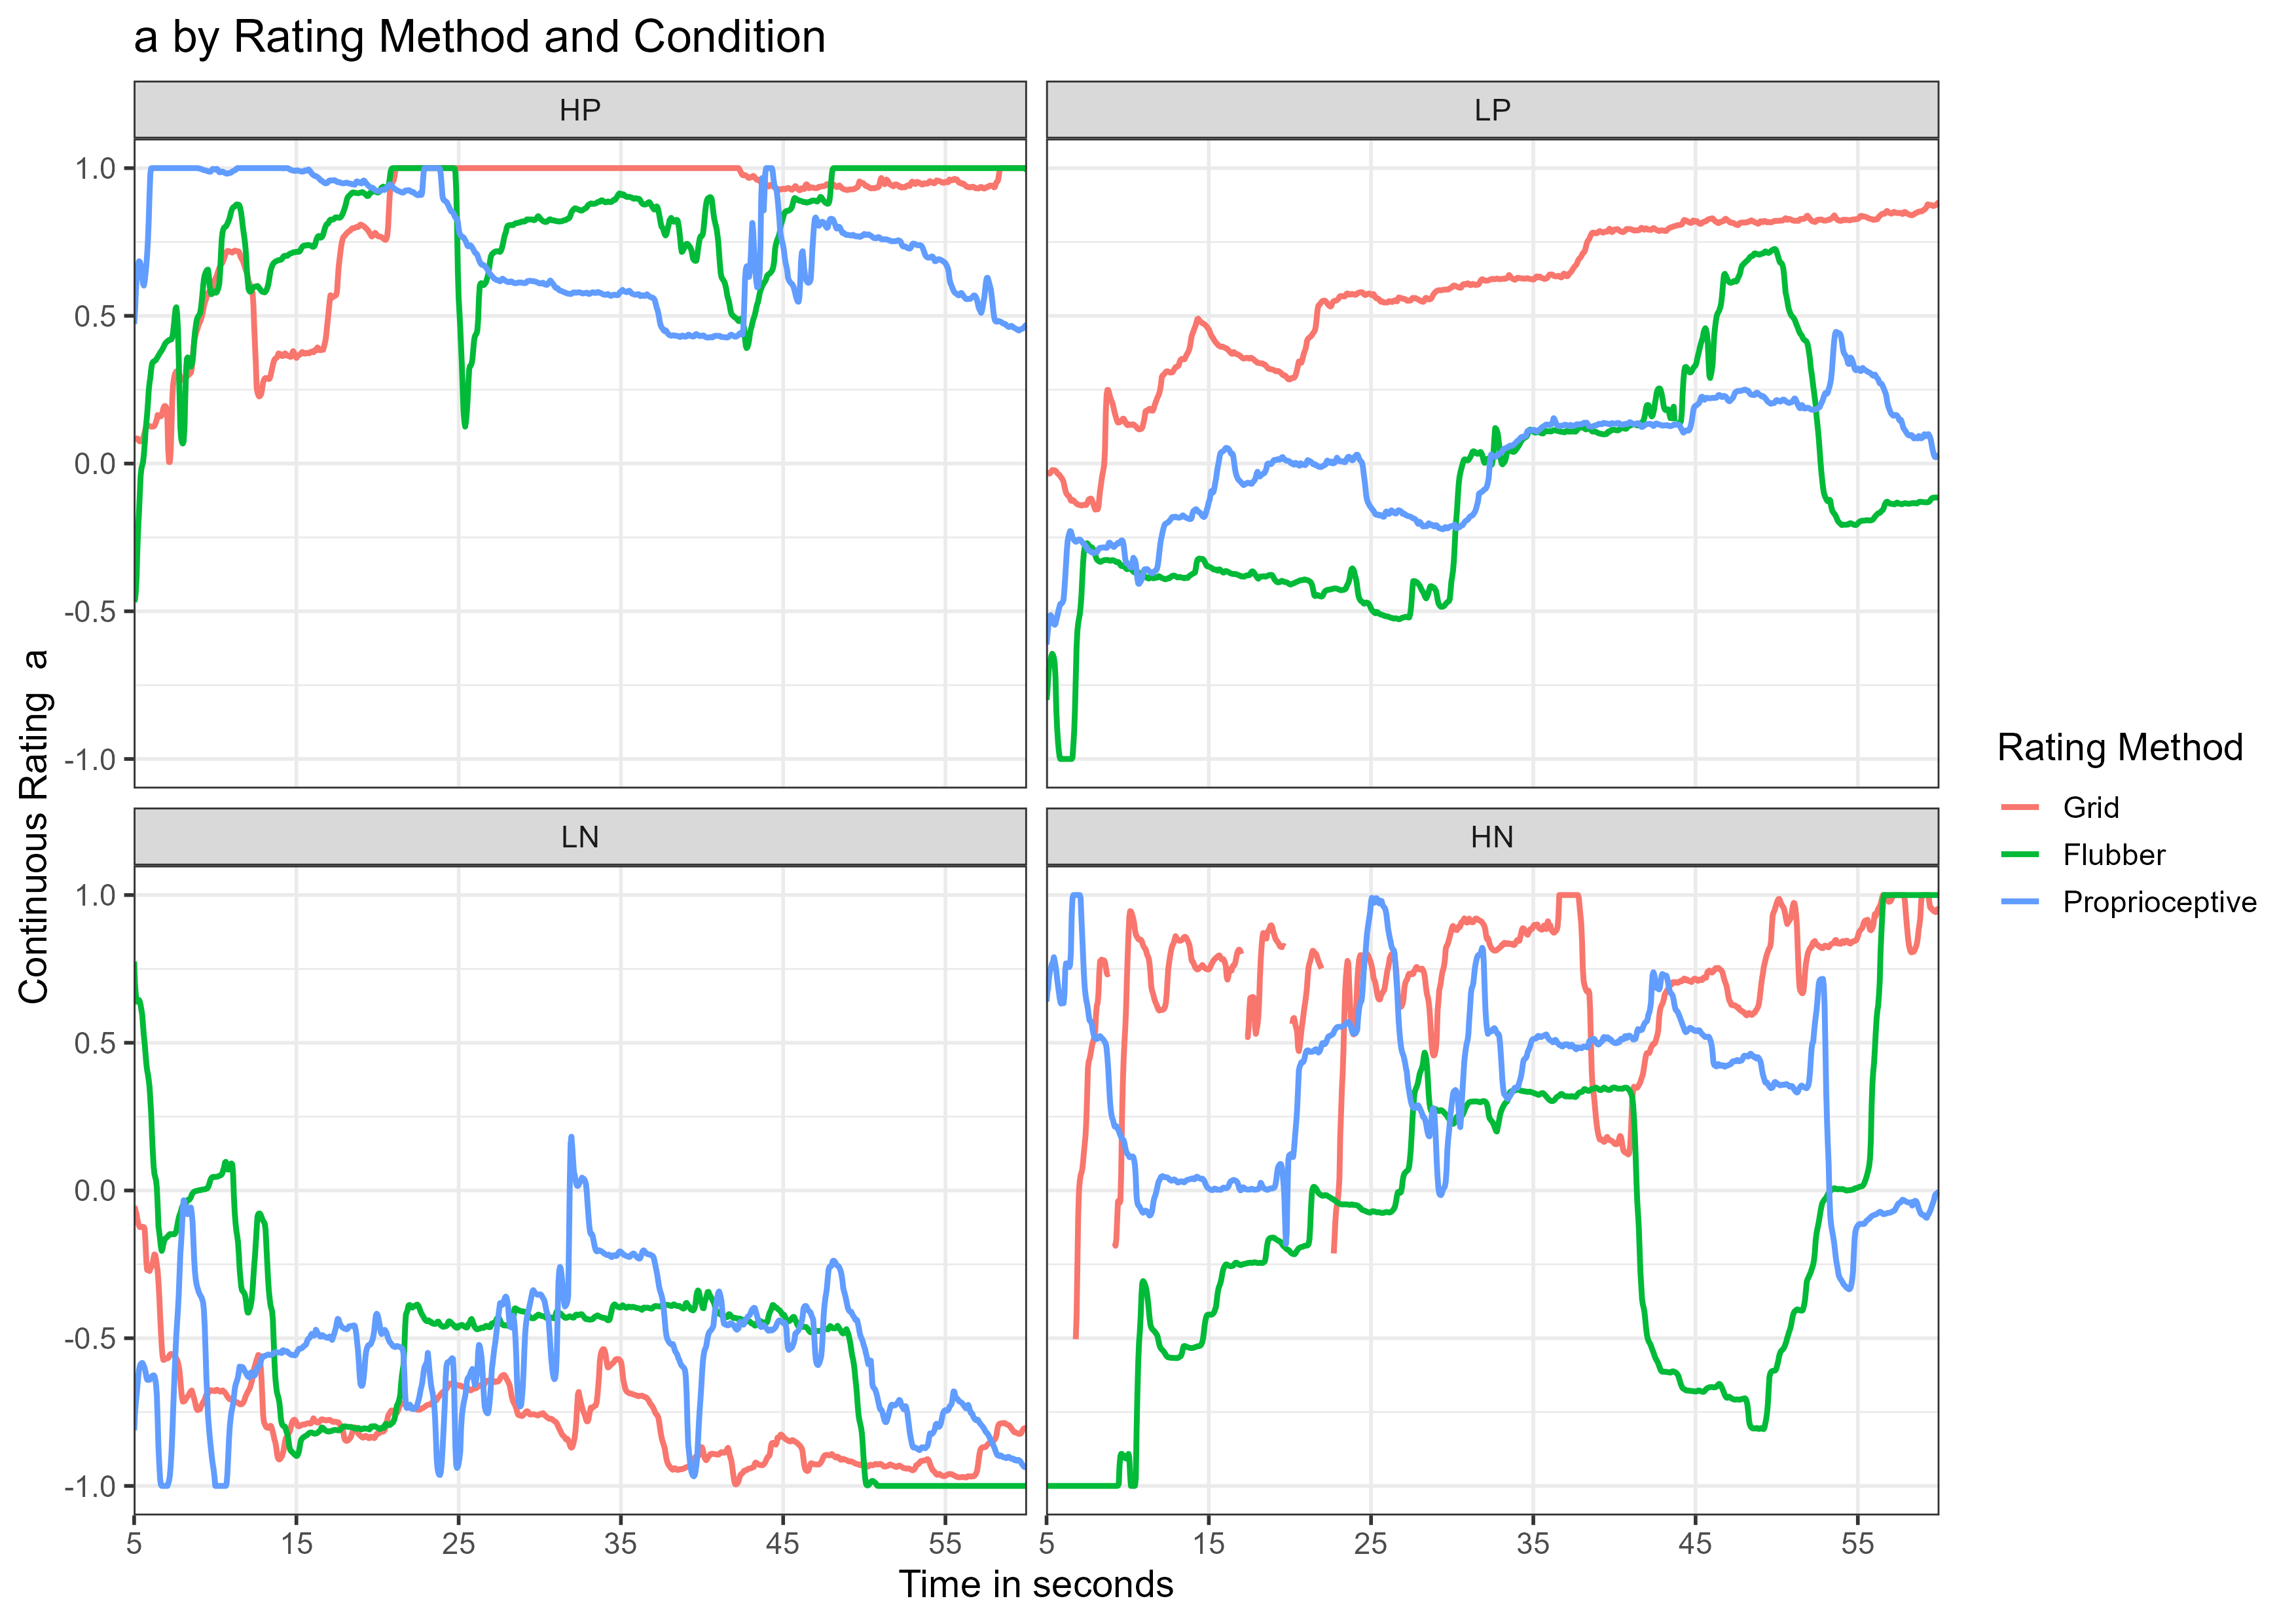 a by Rating Method and Condition
HP
LP
1.0
0.5
0.0
-0.5
-1.0
LN
HN
1.0
0.5
0.0
-0.5
-1.0
5 15 25 35 45 55
5 15 25 35 45 55
Time in seconds
Continuous Rating a
Rating Method
Grid
Flubber
Proprioceptive